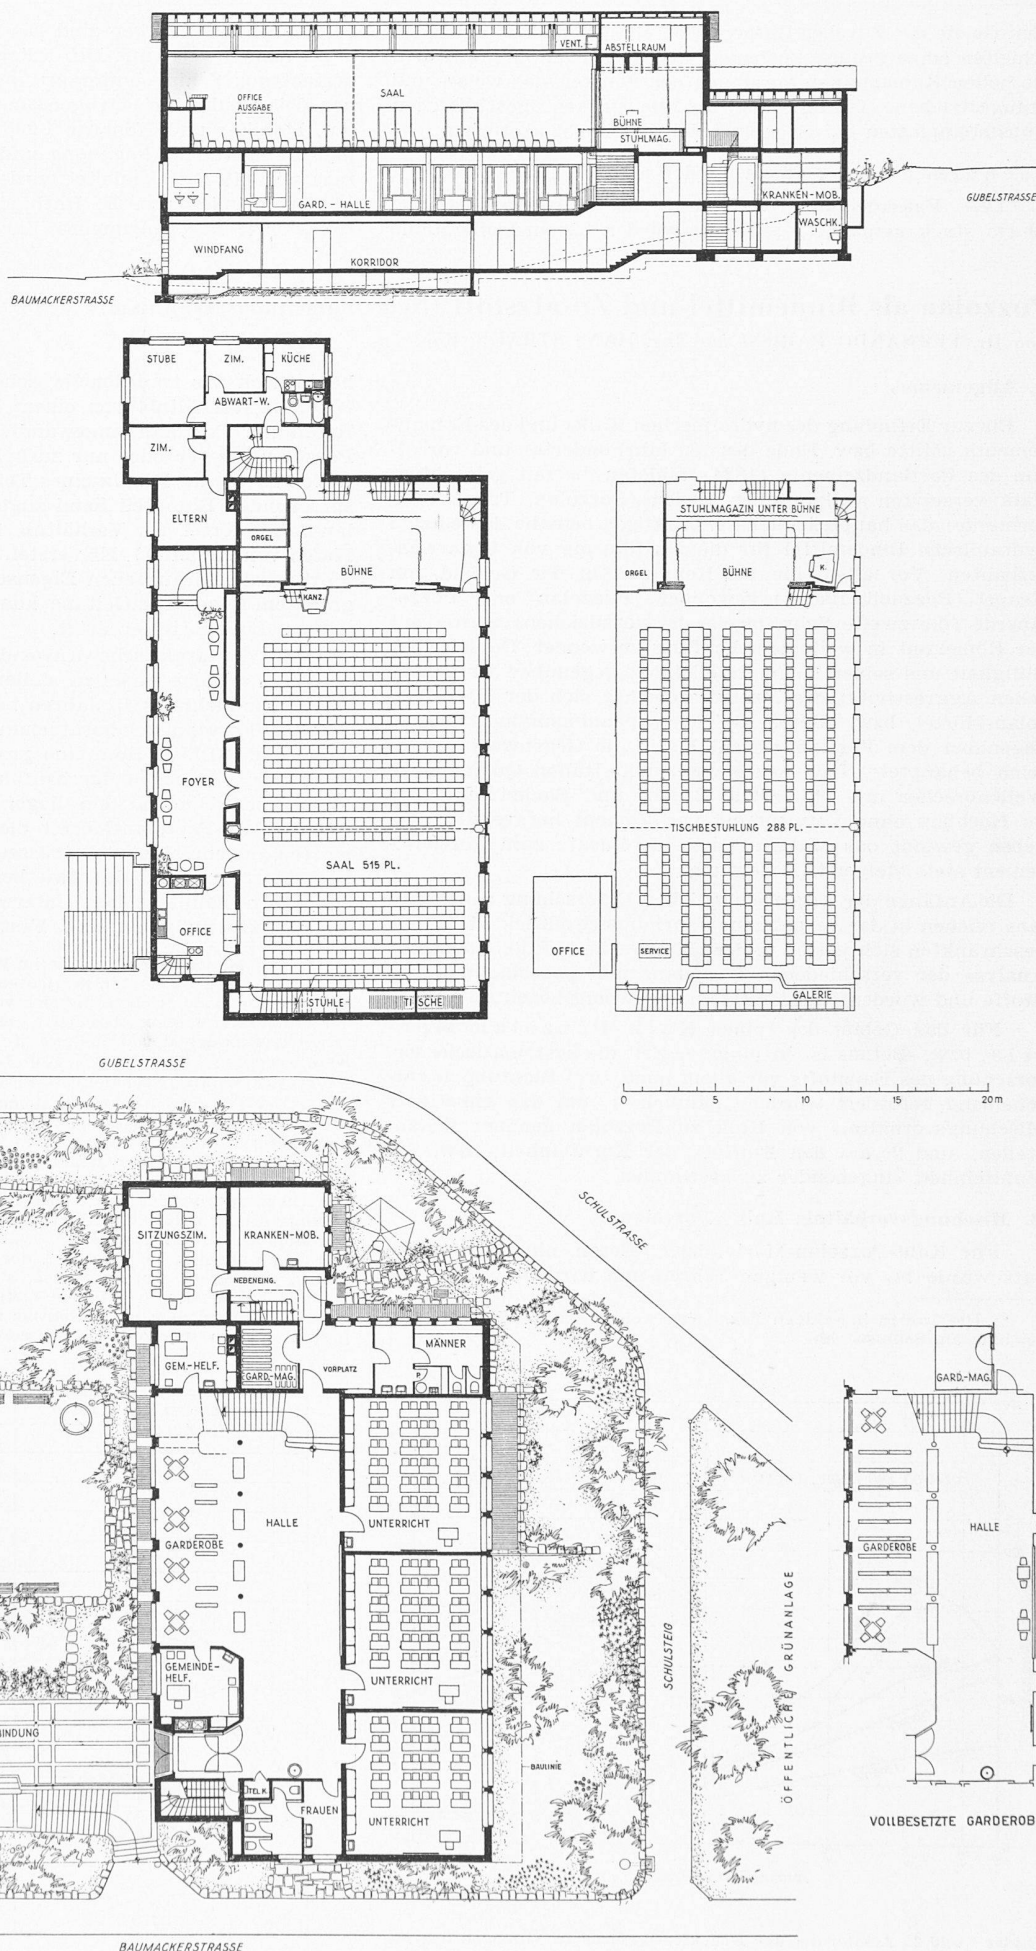 VENT.
ABSTELLRAUM
OFFICE
AUSGABE
SAAL
BÜHNE
STUHLMAG.
GARD. - HALLE
KRANKEN-MOB.
GUBELSTRASSE
WINDFANG
KORRIDOR
WASCHK.
BAUMACKERSTRASSE
STUBE
ZIM.
KÜCHE
ABWART-W.
ZIM.
ELTERN
ORGEL
BÜHNE
KANZ.
FOYER
SAAL 515 PL.
OFFICE
STÜHLE
TISCHE
STUHLMAGAZIN UNTER BÜHNE
ORGEL
BÜHNE
K.
TISCHBESTUHLUNG 288 PL.
OFFICE
SERVICE
GALERIE
GUBELSTRASSE
0 5 10 15 20 m
SCHULSTRASSE
SITZUNGSZIM.
KRANKEN-MOB.
NEBENEING.
GEM.-HELF.
GARD.-MAG.
VORPLATZ
MÄNNER
P.
HALLE
GARDEROBE
UNTERRICHT
UNTERRICHT
UNTERRICHT
GEMEINDE-
HELF.
INDUNG
TEL.K.
FRAUEN
BAULINIE
SCHULSTEIG
ÖFFENTLICHE GRÜNANLAGE
BAUMACKERSTRASSE
GARD.-MAG.
HALLE
GARDEROBE
VOLLBESETZTE GARDEROB